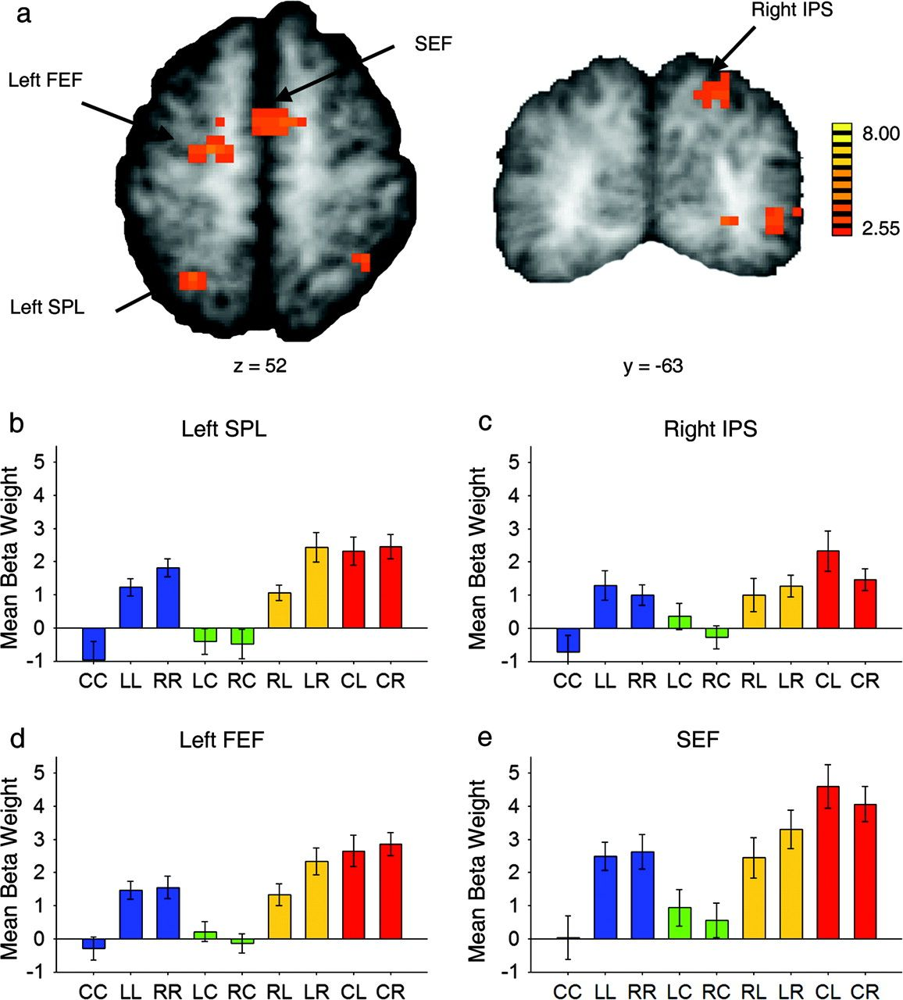 a
Right IPS
SEF
Left FEF
8.00
2.55
Left SPL
z = 52
y = -63
b
Left SPL
Mean Beta Weight
5
4
3
2
1
0
-1
CC LL RR LC RC RL LR CL CR
c
Right IPS
Mean Beta Weight
5
4
3
2
1
0
-1
CC LL RR LC RC RL LR CL CR
d
Left FEF
Mean Beta Weight
5
4
3
2
1
0
-1
CC LL RR LC RC RL LR CL CR
e
SEF
Mean Beta Weight
5
4
3
2
1
0
-1
CC LL RR LC RC RL LR CL CR